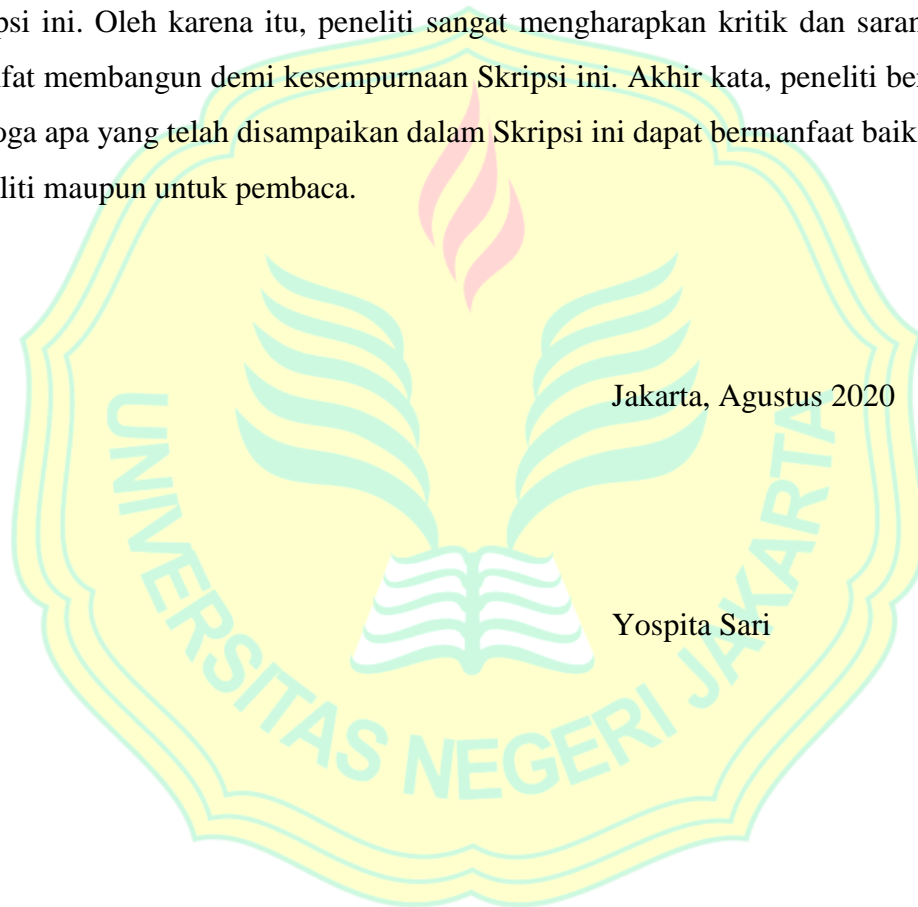 psi ini. Oleh karena itu, peneliti sangat mengharapkan kritik dan saran
fat membangun demi kesempurnaan Skripsi ini. Akhir kata, peneliti ber
oga apa yang telah disampaikan dalam Skripsi ini dapat bermanfaat baik
liti maupun untuk pembaca.
Jakarta, Agustus 2020
Yospita Sari
UNIVERSITAS NEGERI JAKARTA